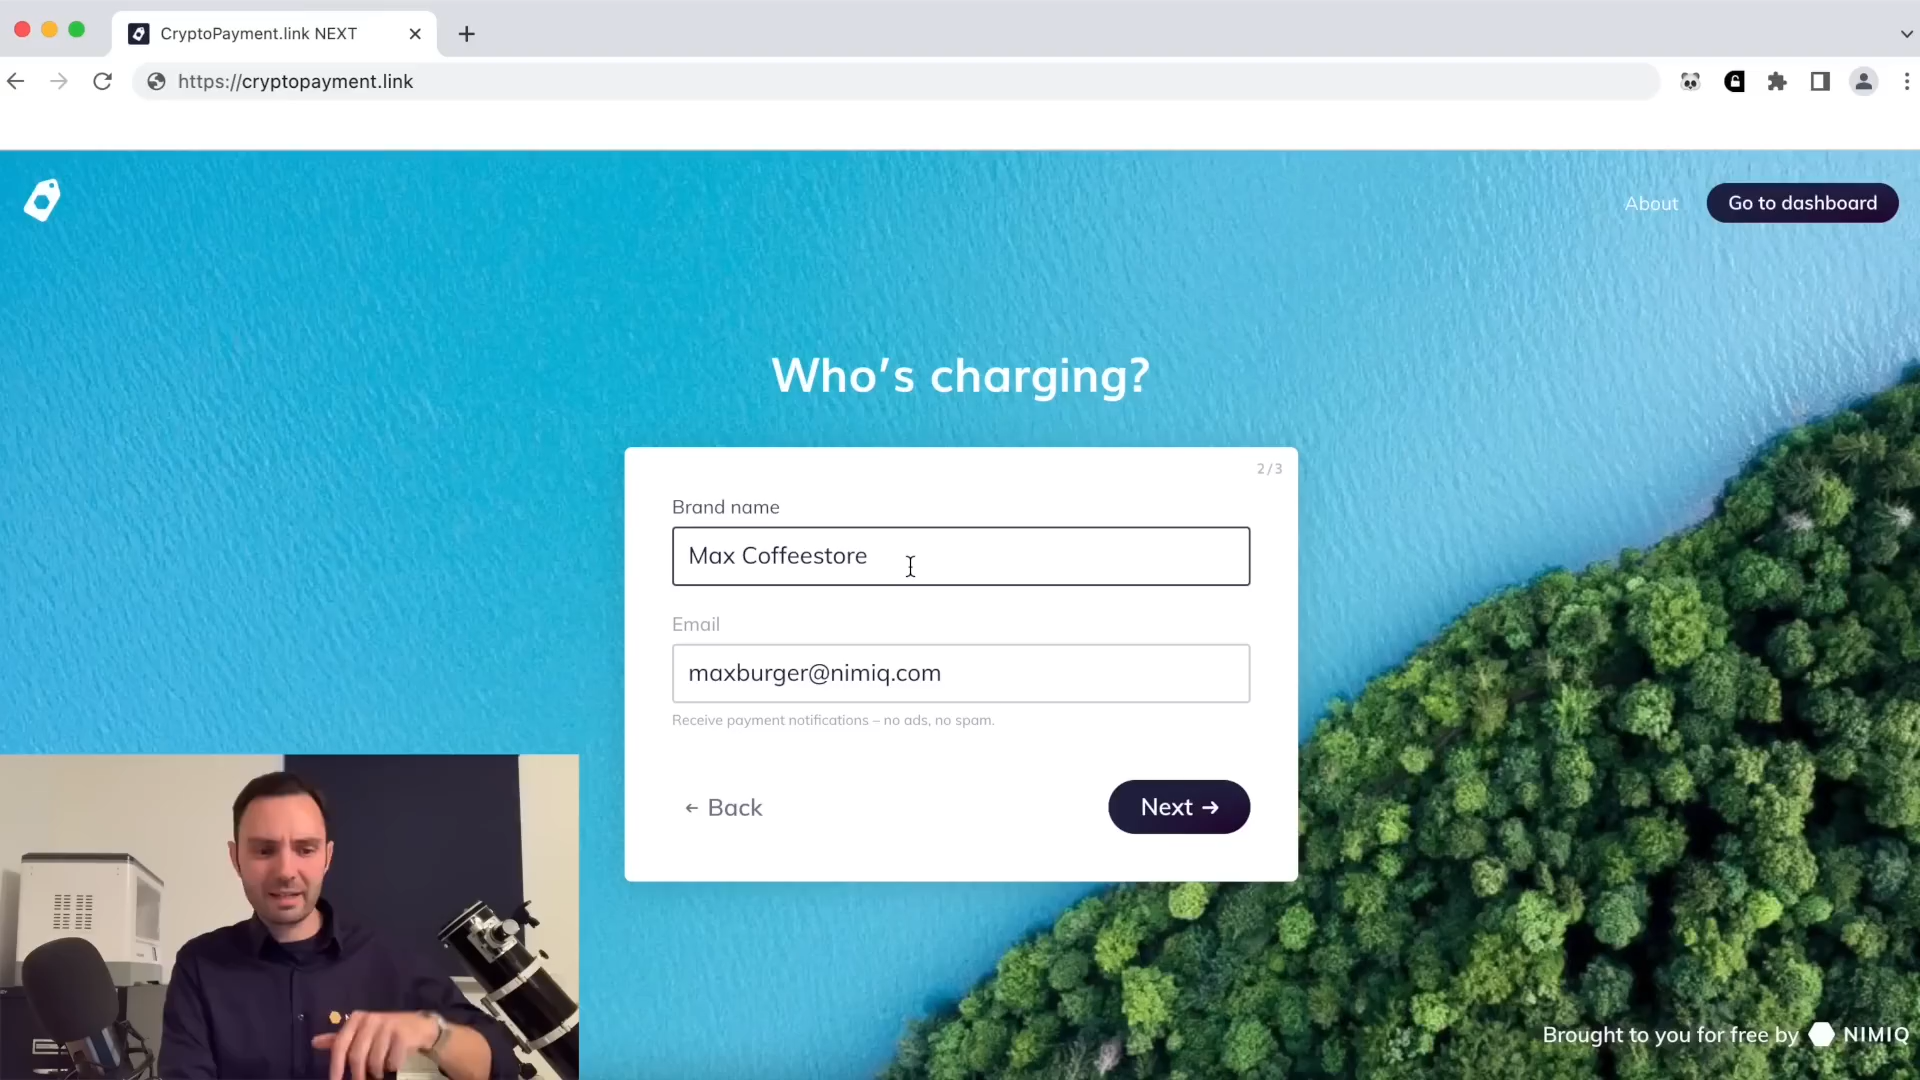 CryptoPayment.link NEXT
https://cryptopayment.link
About
Go to dashboard
Who's charging?
2/3
Brand name
Max Coffeestore
Email
maxburger@nimiq.com
Receive payment notifications – no ads, no spam.
← Back
Next →
Brought to you for free by NIMIQ